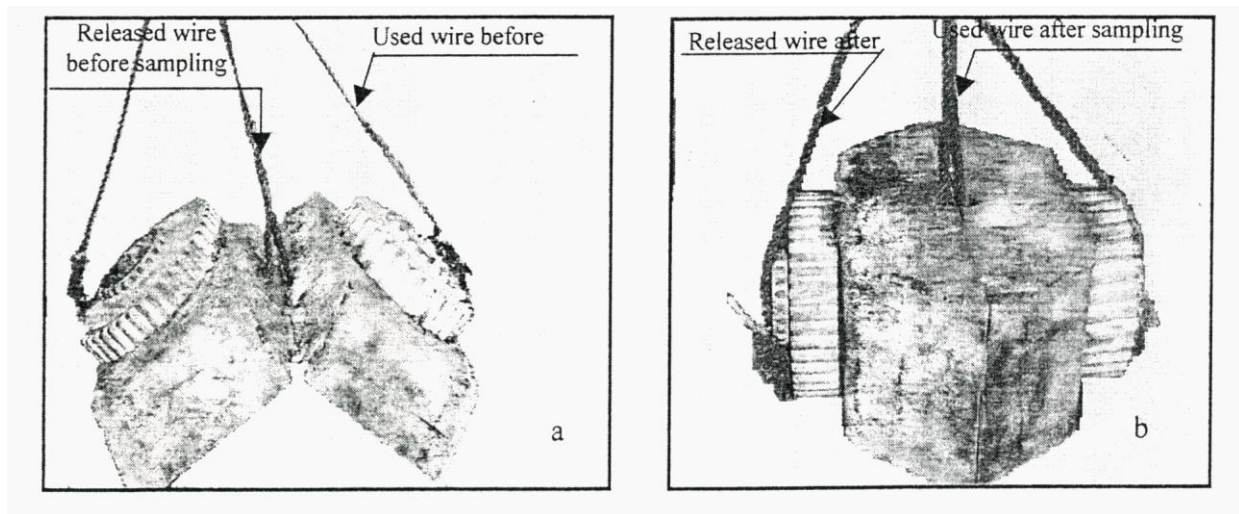 Released wire
before sampling
Used wire before
a
Released wire after
Used wire after sampling
b